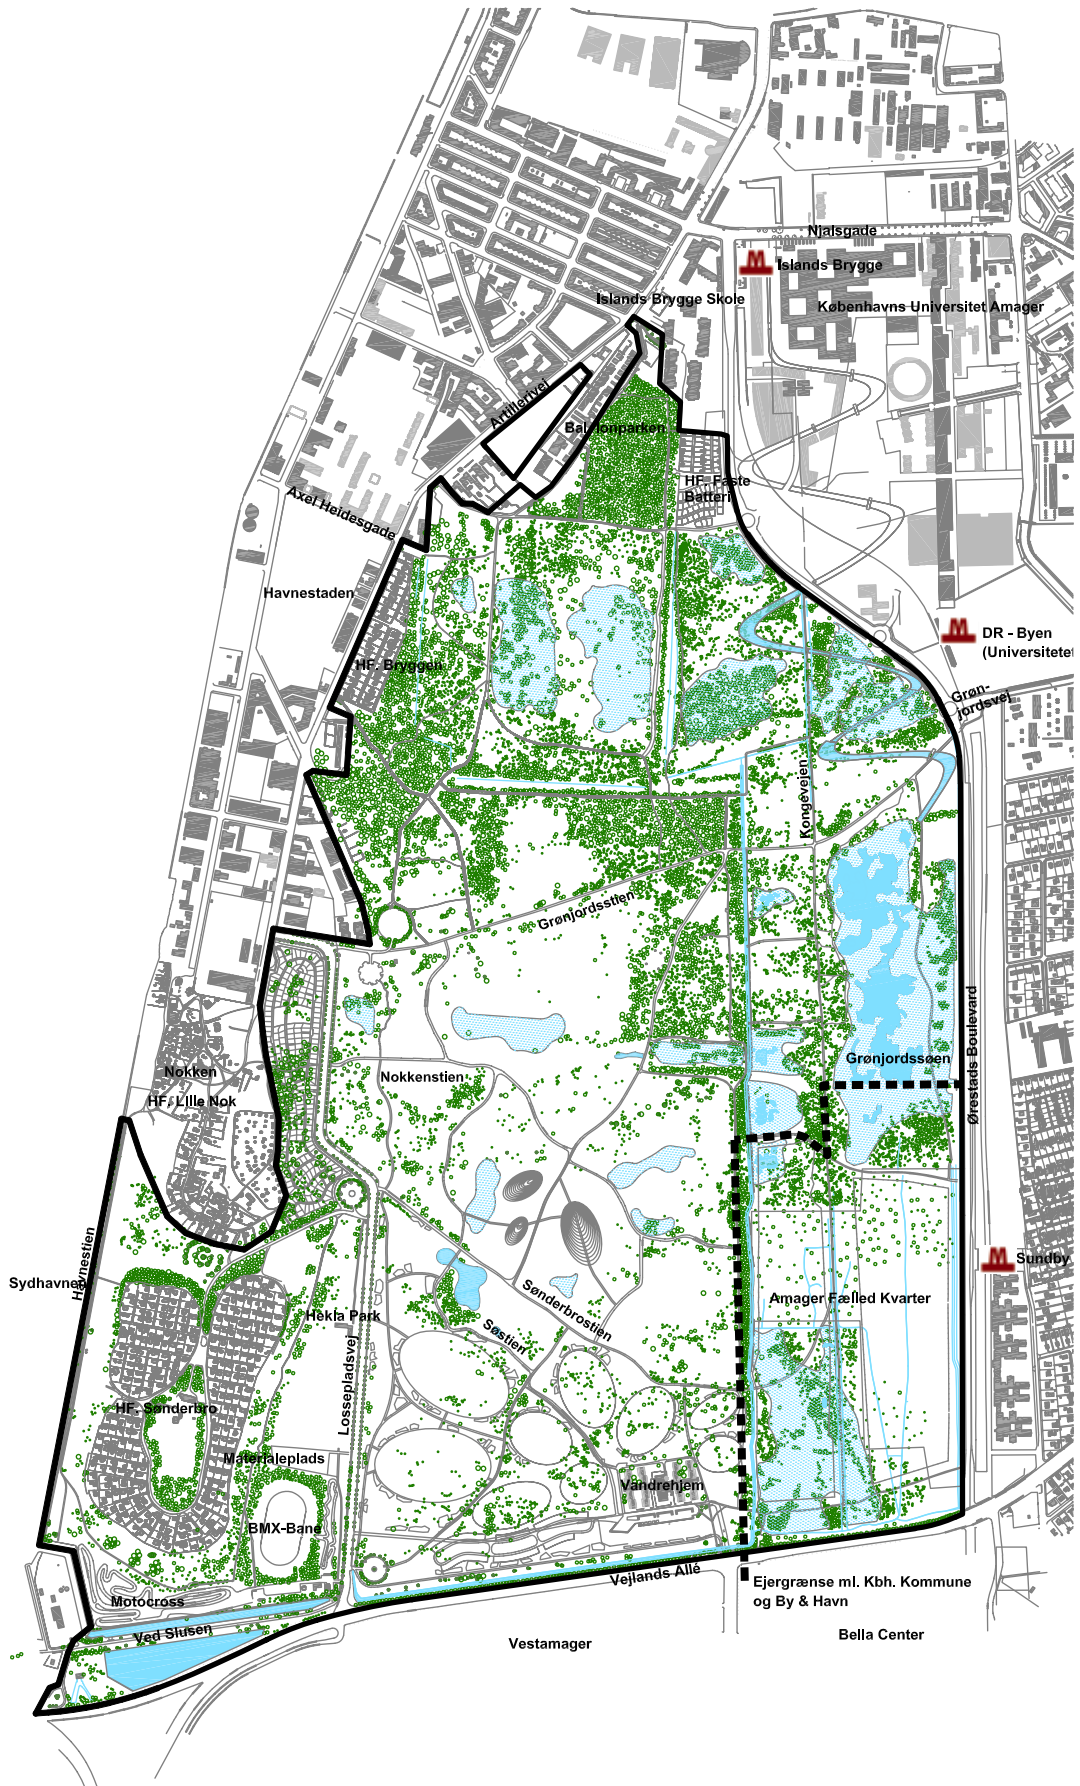 Njalsgade
M Islands Brygge
Islands Brygge Skole
Københavns Universitet Amager
Artillerivej
Ballonparken
HF. Faste
Batteri
Axel Heidesgade
Havnestaden
M DR - Byen
(Universitetet
HF. Bryggen
Grøn-
jordsvej
Kongevejen
Grønjordsstien
Ørestads Boulevard
Grønjordssøen
Nokken
Nokkenstien
HF. Lille Nok
Havnestien
M Sundby
Sydhavnen
Amager Fælled Kvarter
Sønderbrostien
Hekla Park
Søstien
Lossepladsvej
HF. Sønderbro
Materialeplads
Vandrehjem
BMX-Bane
Vejlands Allé
Ejergrænse ml. Kbh. Kommune
og By & Havn
Motocross
Ved Slusen
Bella Center
Vestamager